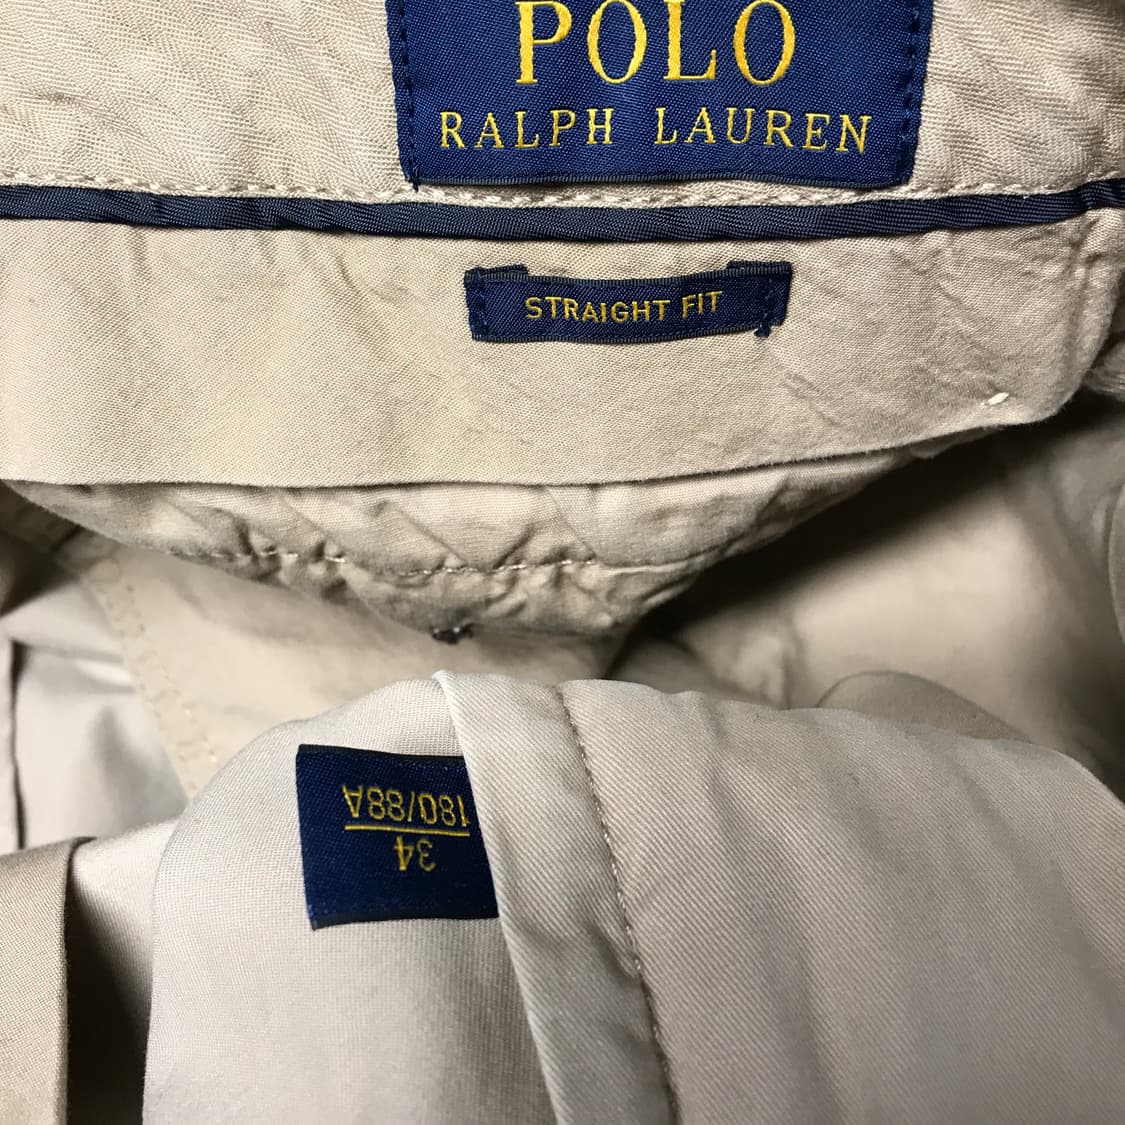 POLO
RALPH LAUREN
STRAIGHT FIT
34
180/88A